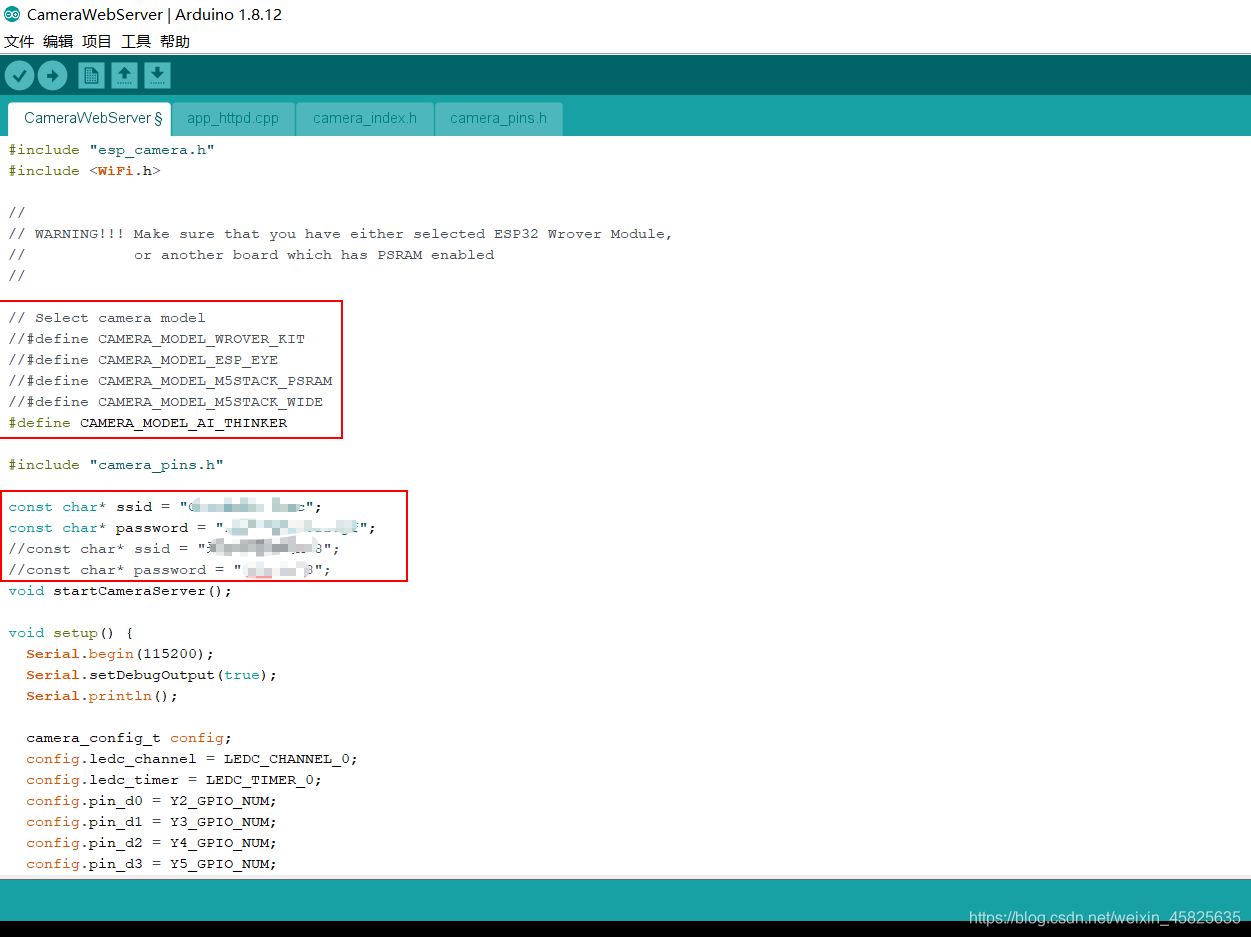 CameraWebServer | Arduino 1.8.12
文件 编辑 项目 工具 帮助
CameraWebServer § app_httpd.cpp camera_index.h camera_pins.h
#include "esp_camera.h"
#include <WiFi.h>
//
// WARNING!!! Make sure that you have either selected ESP32 Wrover Module,
//            or another board which has PSRAM enabled
//
// Select camera model
//#define CAMERA_MODEL_WROVER_KIT
//#define CAMERA_MODEL_ESP_EYE
//#define CAMERA_MODEL_M5STACK_PSRAM
//#define CAMERA_MODEL_M5STACK_WIDE
#define CAMERA_MODEL_AI_THINKER
#include "camera_pins.h"
const char* ssid = "";
const char* password = "";
//const char* ssid = "";
//const char* password = "";
void startCameraServer();
void setup() {
  Serial.begin(115200);
  Serial.setDebugOutput(true);
  Serial.println();
  camera_config_t config;
  config.ledc_channel = LEDC_CHANNEL_0;
  config.ledc_timer = LEDC_TIMER_0;
  config.pin_d0 = Y2_GPIO_NUM;
  config.pin_d1 = Y3_GPIO_NUM;
  config.pin_d2 = Y4_GPIO_NUM;
  config.pin_d3 = Y5_GPIO_NUM;
https://blog.csdn.net/weixin_45825635